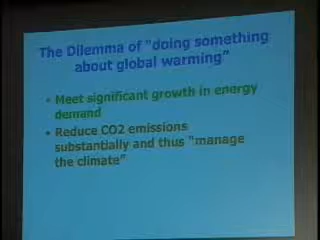 The Dilemma of "doing something
about global warming"
• Meet significant growth in energy
demand
• Reduce CO2 emissions
substantially and thus "manage
the climate"